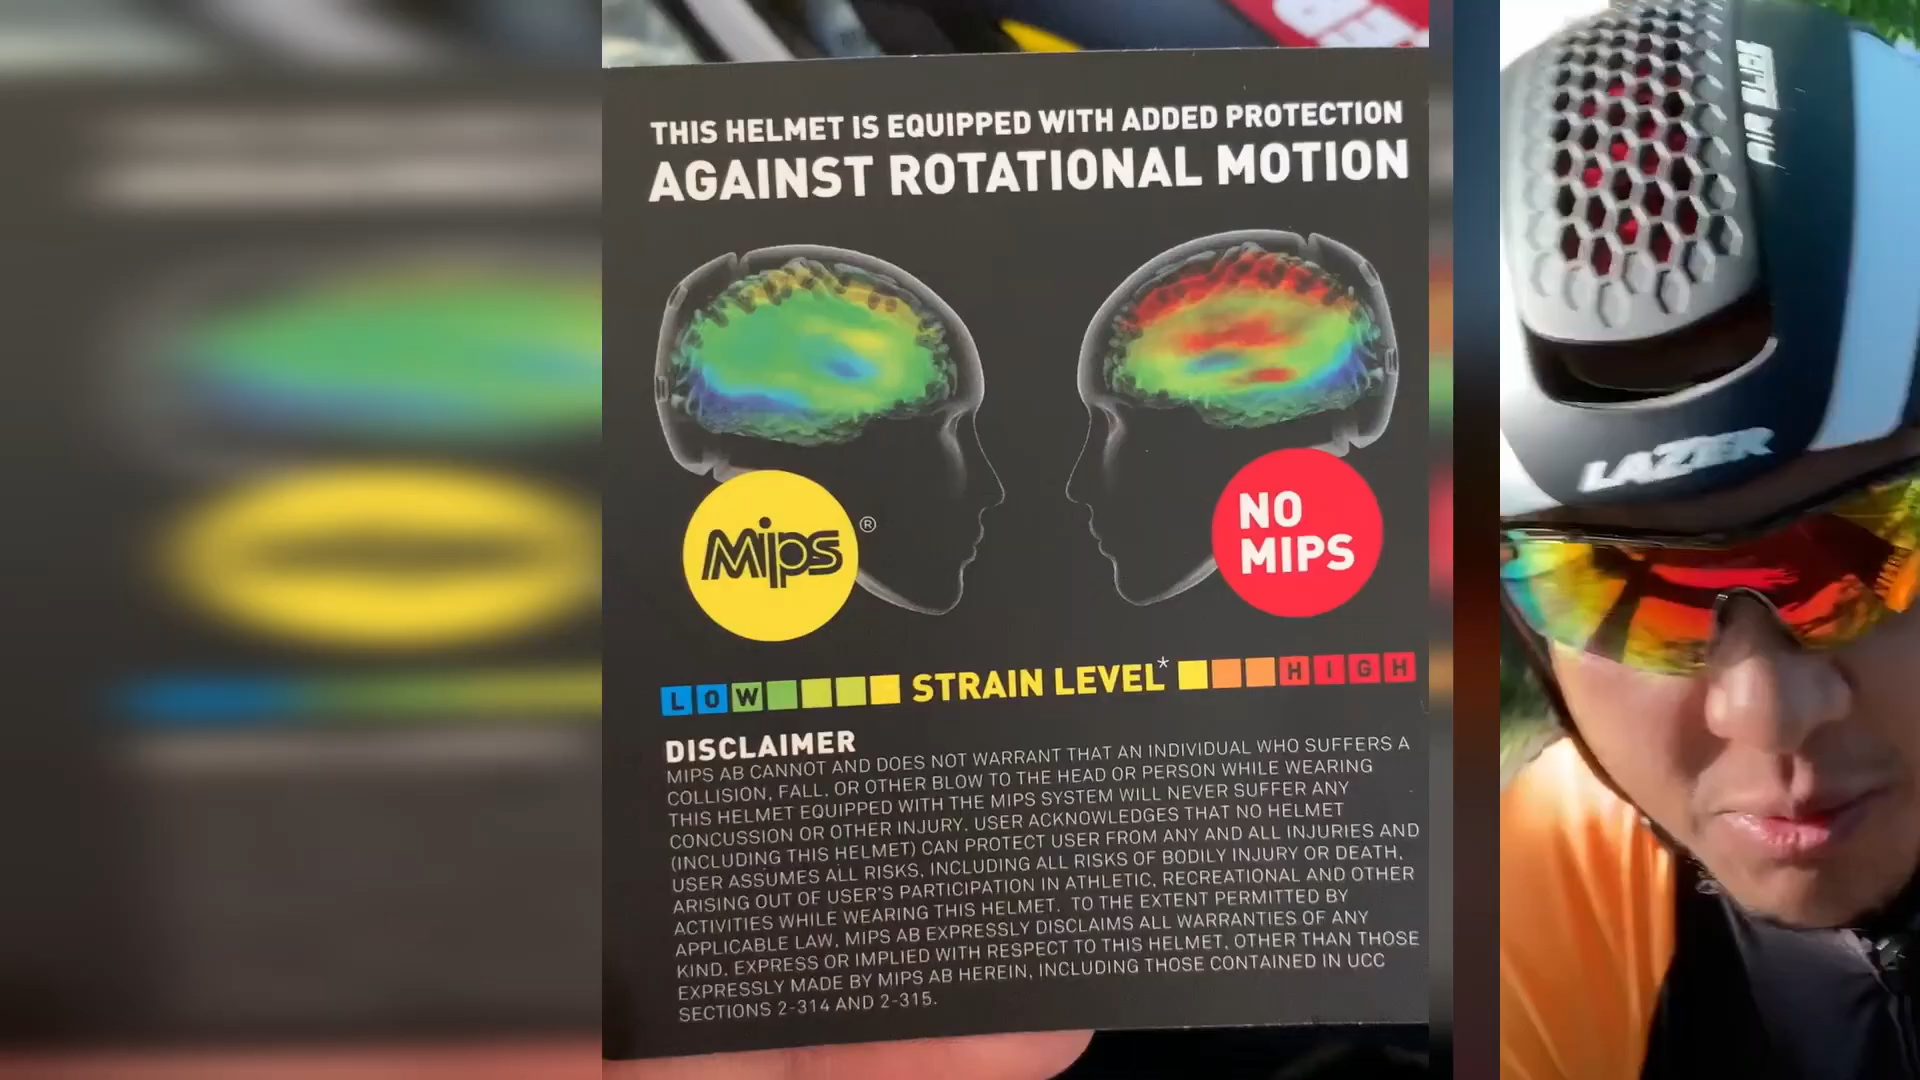 THIS HELMET IS EQUIPPED WITH ADDED PROTECTION
AGAINST ROTATIONAL MOTION
Mips ®
NO
MIPS
LOW STRAIN LEVEL* HIGH
DISCLAIMER
MIPS AB CANNOT AND DOES NOT WARRANT THAT AN INDIVIDUAL WHO SUFFERS A
COLLISION, FALL, OR OTHER BLOW TO THE HEAD OR PERSON WHILE WEARING
THIS HELMET EQUIPPED WITH THE MIPS SYSTEM WILL NEVER SUFFER ANY
CONCUSSION OR OTHER INJURY. USER ACKNOWLEDGES THAT NO HELMET
(INCLUDING THIS HELMET) CAN PROTECT USER FROM ANY AND ALL INJURIES AND
USER ASSUMES ALL RISKS, INCLUDING ALL RISKS OF BODILY INJURY OR DEATH,
ARISING OUT OF USER'S PARTICIPATION IN ATHLETIC, RECREATIONAL AND OTHER
ACTIVITIES WHILE WEARING THIS HELMET. TO THE EXTENT PERMITTED BY
APPLICABLE LAW, MIPS AB EXPRESSLY DISCLAIMS ALL WARRANTIES OF ANY
KIND, EXPRESS OR IMPLIED WITH RESPECT TO THIS HELMET, OTHER THAN THOSE
EXPRESSLY MADE BY MIPS AB HEREIN, INCLUDING THOSE CONTAINED IN UCC
SECTIONS 2-314 AND 2-315.
LAZER